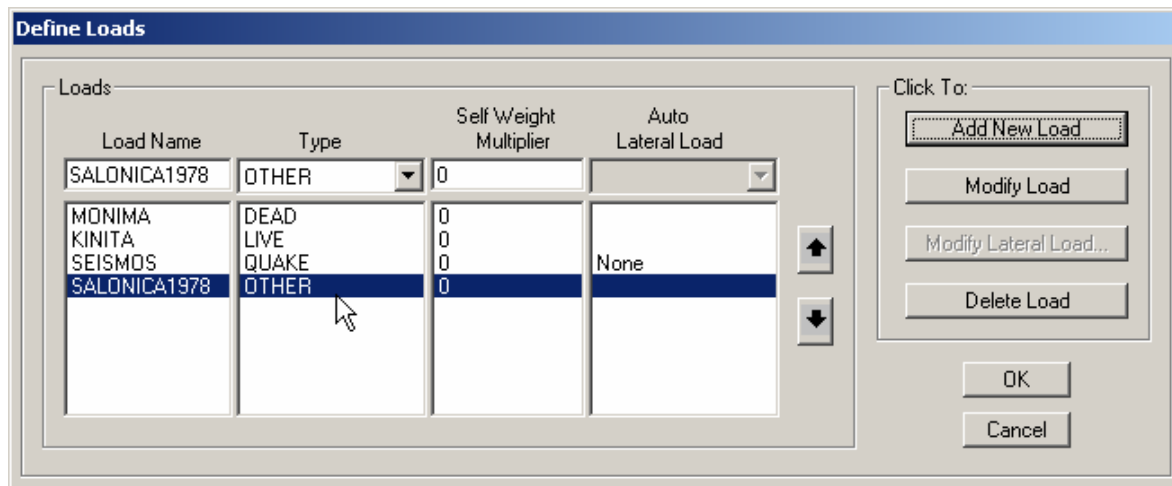 Define Loads
Loads
Load Name Type Self Weight Multiplier Auto Lateral Load
SALONICA1978 OTHER 0
MONIMA DEAD 0
KINITA LIVE 0
SEISMOS QUAKE 0 None
SALONICA1978 OTHER 0
Click To:
Add New Load
Modify Load
Modify Lateral Load...
Delete Load
OK
Cancel